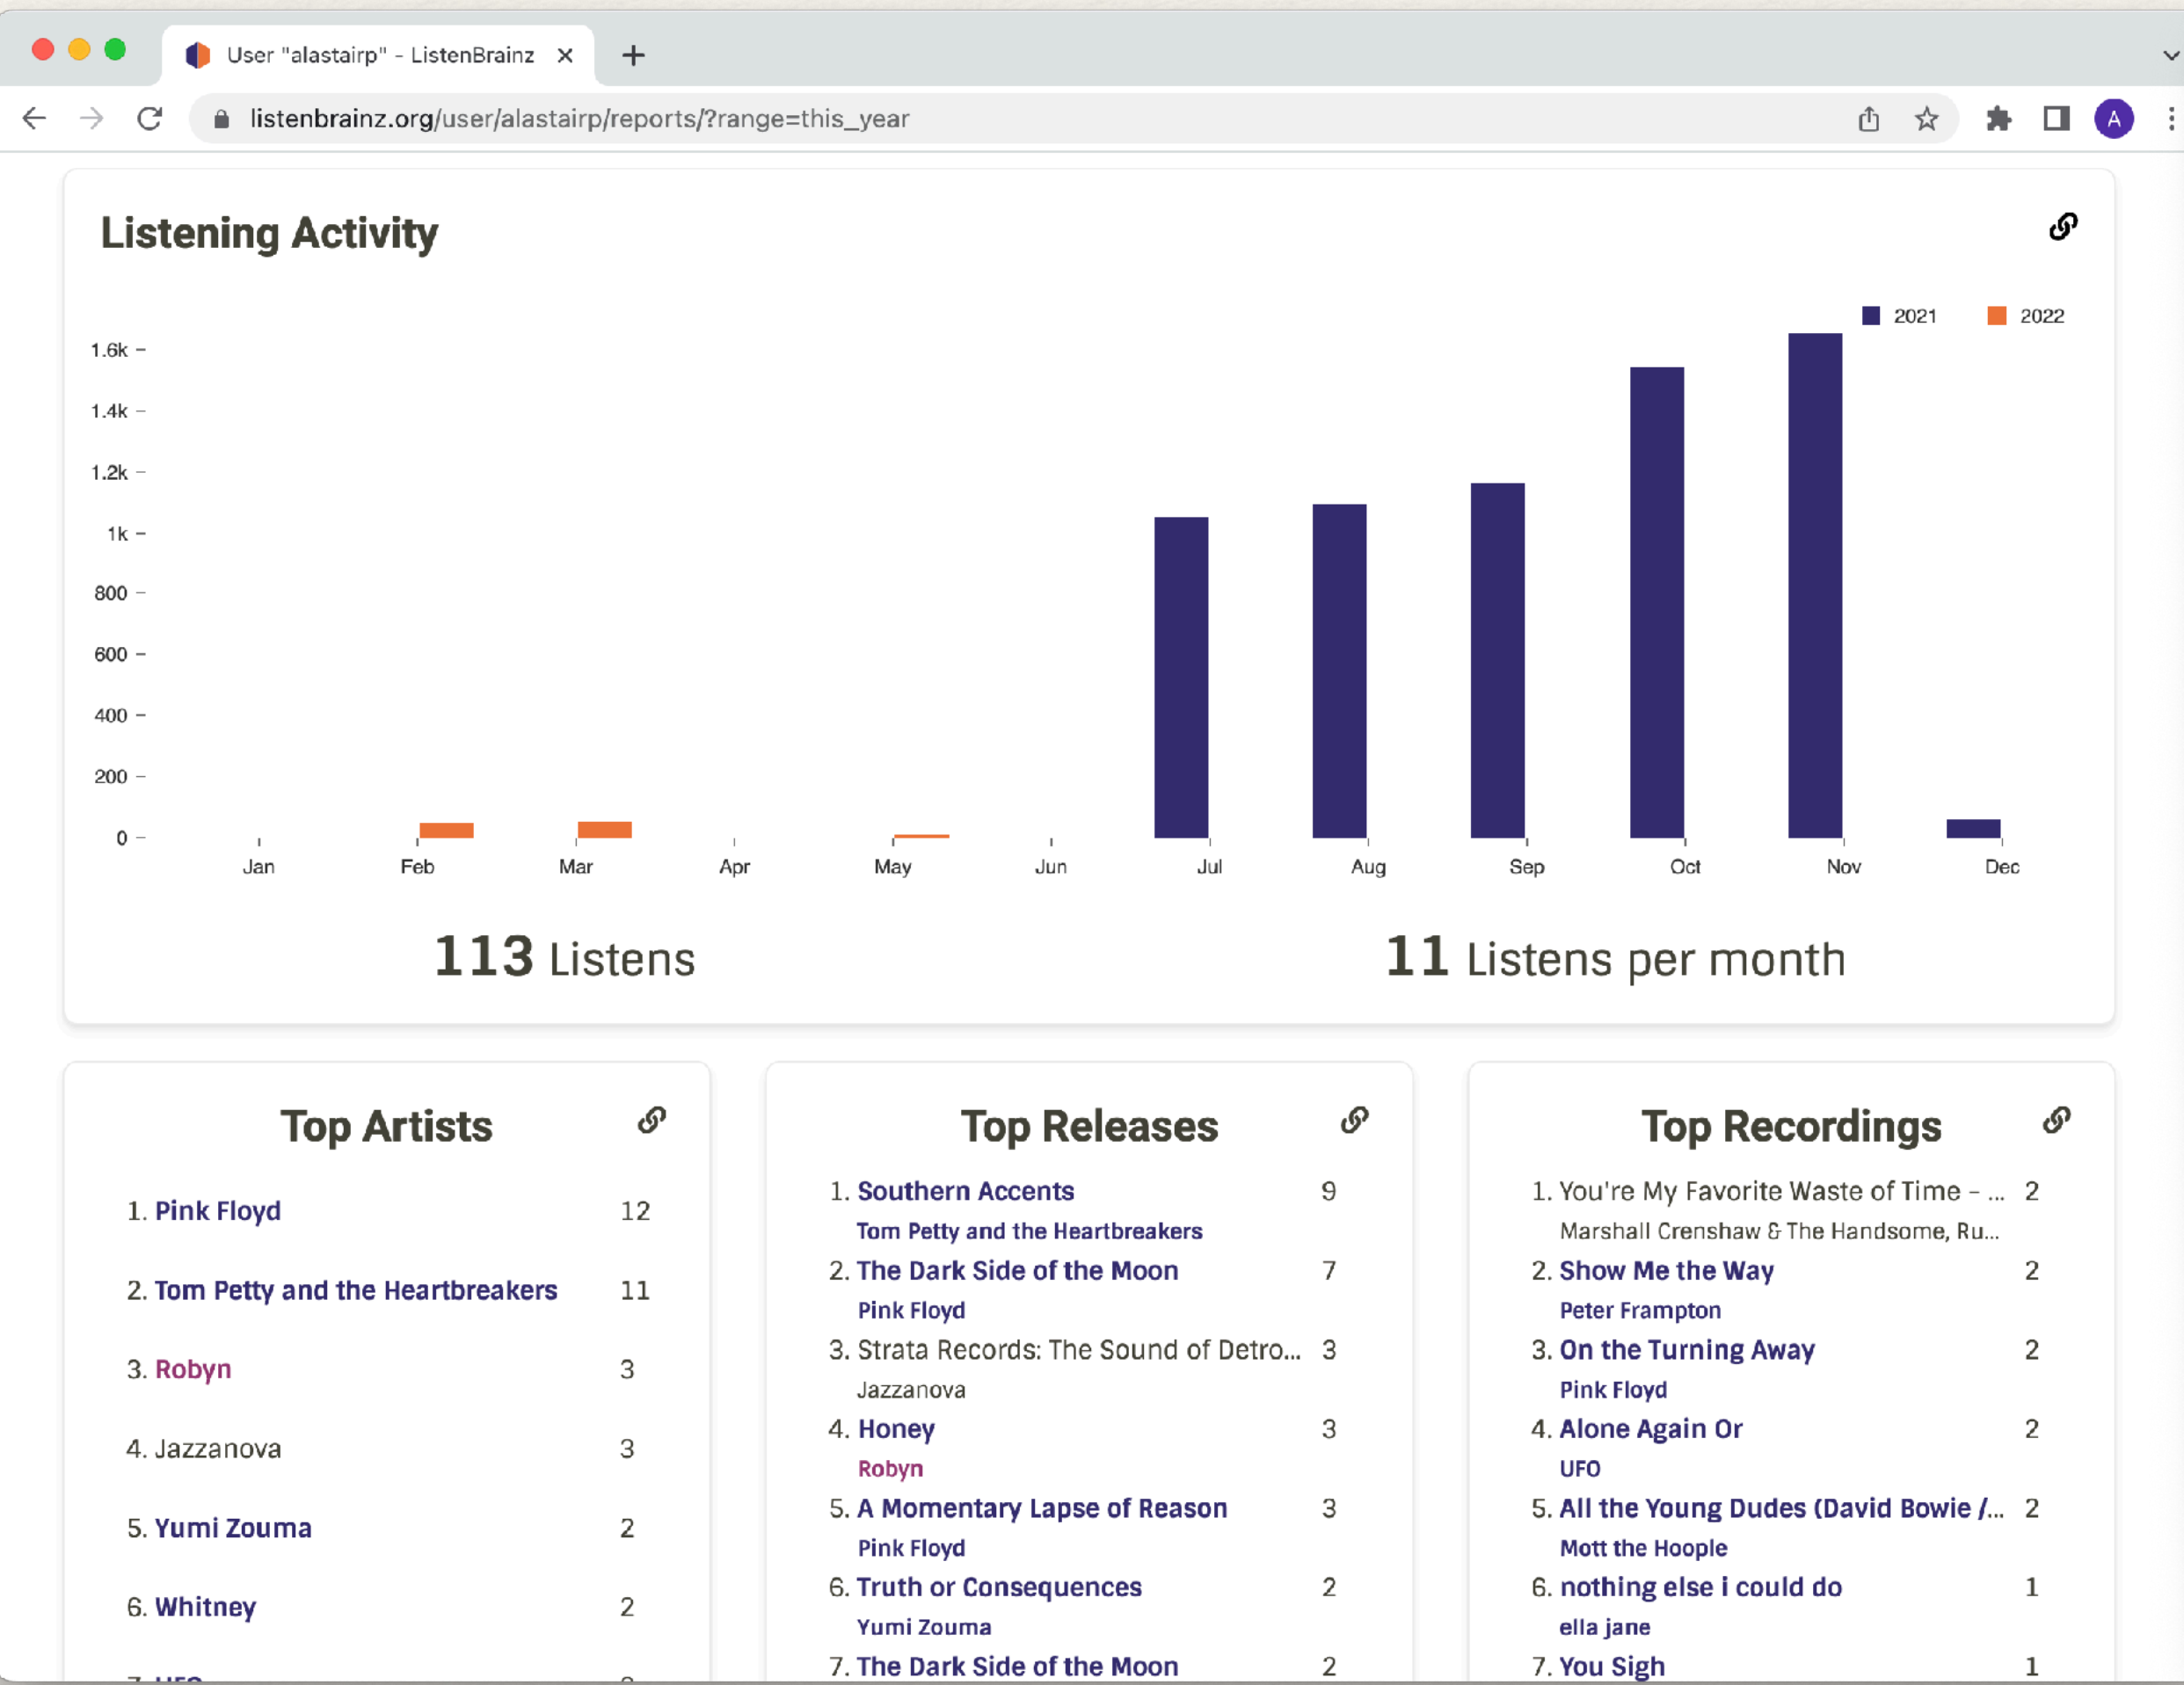 User "alastairp" - ListenBrainz
listenbrainz.org/user/alastairp/reports/?range=this_year
A
Listening Activity
2021 2022
1.6k
1.4k
1.2k
1k
800
600
400
200
0
Jan Feb Mar Apr May Jun Jul Aug Sep Oct Nov Dec
113 Listens
11 Listens per month
Top Artists
1. Pink Floyd 12
2. Tom Petty and the Heartbreakers 11
3. Robyn 3
4. Jazzanova 3
5. Yumi Zouma 2
6. Whitney 2
Top Releases
1. Southern Accents 9
Tom Petty and the Heartbreakers
2. The Dark Side of the Moon 7
Pink Floyd
3. Strata Records: The Sound of Detro... 3
Jazzanova
4. Honey 3
Robyn
5. A Momentary Lapse of Reason 3
Pink Floyd
6. Truth or Consequences 2
Yumi Zouma
7. The Dark Side of the Moon 2
Top Recordings
1. You're My Favorite Waste of Time - ... 2
Marshall Crenshaw & The Handsome, Ru...
2. Show Me the Way 2
Peter Frampton
3. On the Turning Away 2
Pink Floyd
4. Alone Again Or 2
UFO
5. All the Young Dudes (David Bowie /... 2
Mott the Hoople
6. nothing else i could do 1
ella jane
7. You Sigh 1